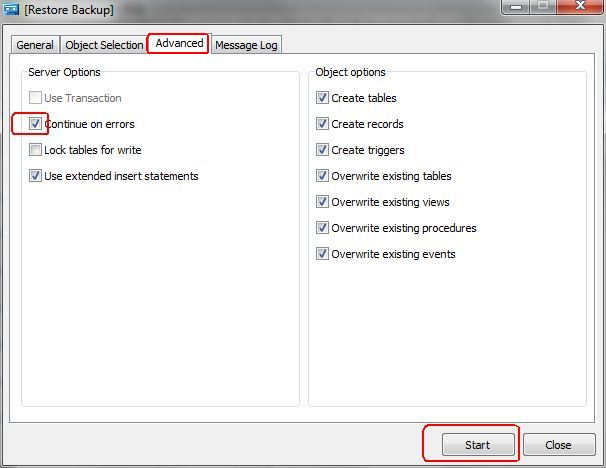 [Restore Backup]
General Object Selection Advanced Message Log
Server Options
Use Transaction
Continue on errors
Lock tables for write
Use extended insert statements
Object options
Create tables
Create records
Create triggers
Overwrite existing tables
Overwrite existing views
Overwrite existing procedures
Overwrite existing events
Start Close